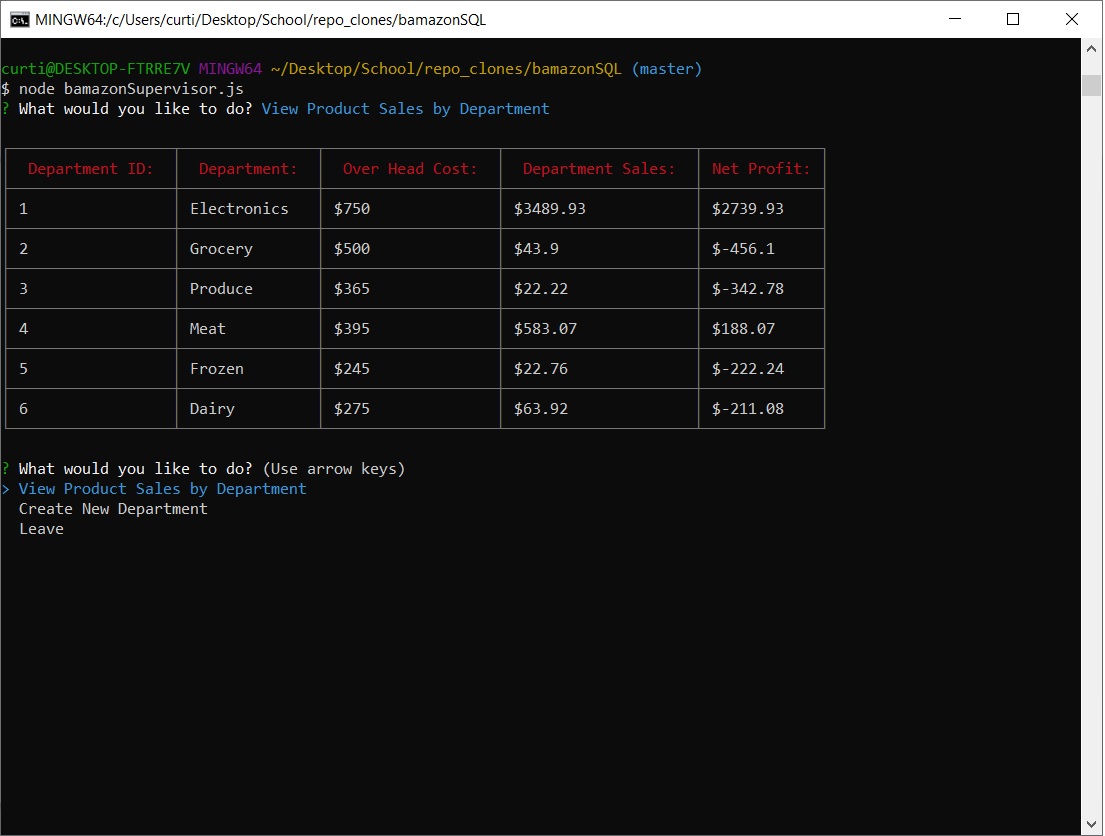 MINGW64:/c/Users/curti/Desktop/School/repo_clones/bamazonSQL
curti@DESKTOP-FTRRE7V MINGW64 ~/Desktop/School/repo_clones/bamazonSQL (master)
$ node bamazonSupervisor.js
? What would you like to do? View Product Sales by Department
Department ID: Department: Over Head Cost: Department Sales: Net Profit:
1 Electronics $750 $3489.93 $2739.93
2 Grocery $500 $43.9 $-456.1
3 Produce $365 $22.22 $-342.78
4 Meat $395 $583.07 $188.07
5 Frozen $245 $22.76 $-222.24
6 Dairy $275 $63.92 $-211.08
? What would you like to do? (Use arrow keys)
> View Product Sales by Department
Create New Department
Leave